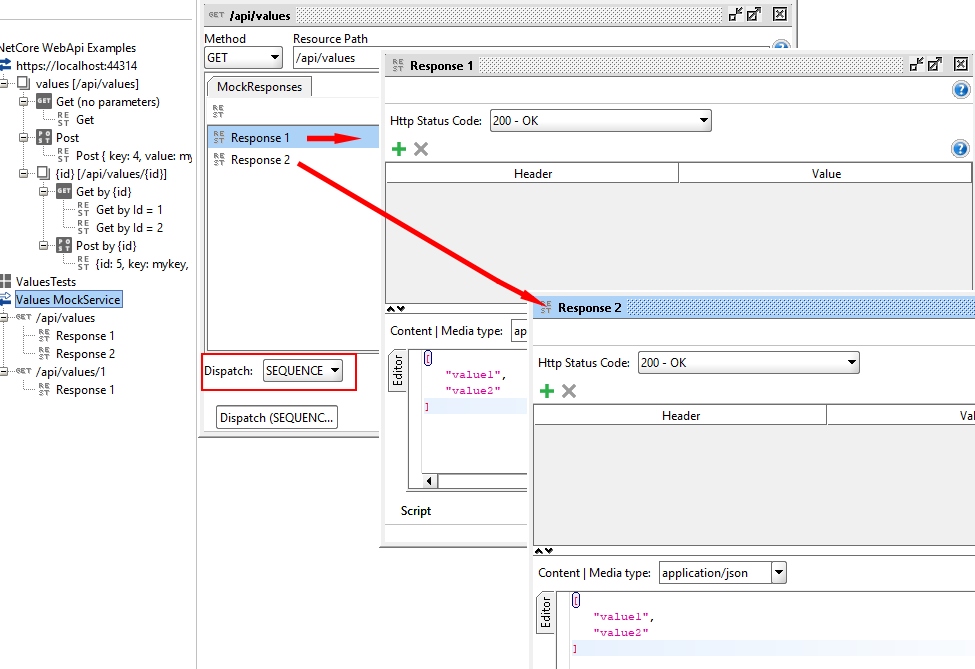 NetCore WebApi Examples
https://localhost:44314
values [/api/values]
GET Get (no parameters)
REST Get
POST Post
REST Post { key: 4, value: my
{id} [/api/values/{id}]
GET Get by {id}
REST Get by Id = 1
REST Get by Id = 2
POST Post by {id}
REST {id: 5, key: mykey,
ValuesTests
Values MockService
GET /api/values
REST Response 1
REST Response 2
GET /api/values/1
REST Response 1
GET /api/values
Method
Resource Path
GET
/api/values
MockResponses
REST
REST Response 1
REST Response 2
Dispatch: SEQUENCE
Dispatch (SEQUENC...
REST Response 1
Http Status Code: 200 - OK
Header Value
Content | Media type: ap
Editor
[
"value1",
"value2"
]
Script
REST Response 2
Http Status Code: 200 - OK
Header Val
Content | Media type: application/json
Editor
[
"value1",
"value2"
]